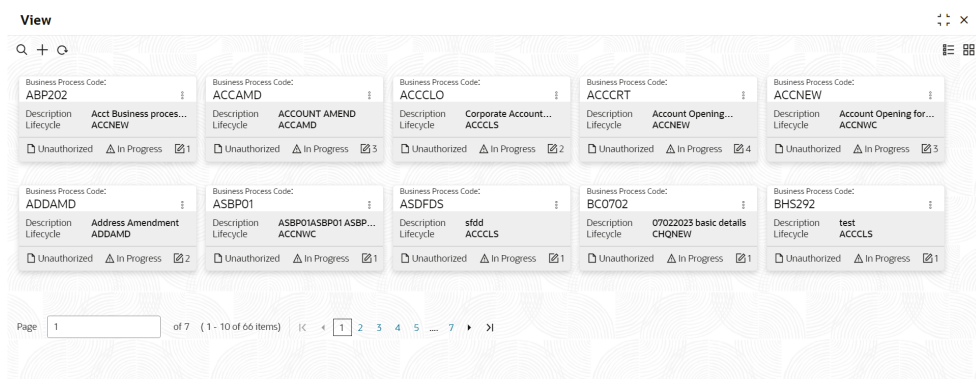 View
Business Process Code:
ABP202
Description Acct Business proces...
Lifecycle ACCNEW
Unauthorized In Progress 1
Business Process Code:
ACCAMD
Description ACCOUNT AMEND
Lifecycle ACCAMD
Unauthorized In Progress 3
Business Process Code:
ACCCLO
Description Corporate Account...
Lifecycle ACCCLS
Unauthorized In Progress 2
Business Process Code:
ACCCRT
Description Account Opening...
Lifecycle ACCNEW
Unauthorized In Progress 4
Business Process Code:
ACCNEW
Description Account Opening for...
Lifecycle ACCNWC
Unauthorized In Progress 3
Business Process Code:
ADDAMD
Description Address Amendment
Lifecycle ADDAMD
Unauthorized In Progress 2
Business Process Code:
ASBP01
Description ASBP01ASBP01 ASBP...
Lifecycle ACCNWC
Unauthorized In Progress 1
Business Process Code:
ASDFDS
Description sfdd
Lifecycle ACCCLS
Unauthorized In Progress 1
Business Process Code:
BC0702
Description 07022023 basic details
Lifecycle CHQNEW
Unauthorized In Progress 1
Business Process Code:
BHS292
Description test
Lifecycle ACCCLS
Unauthorized In Progress 1
Page 1 of 7 ( 1 - 10 of 66 items) 1 2 3 4 5 .... 7